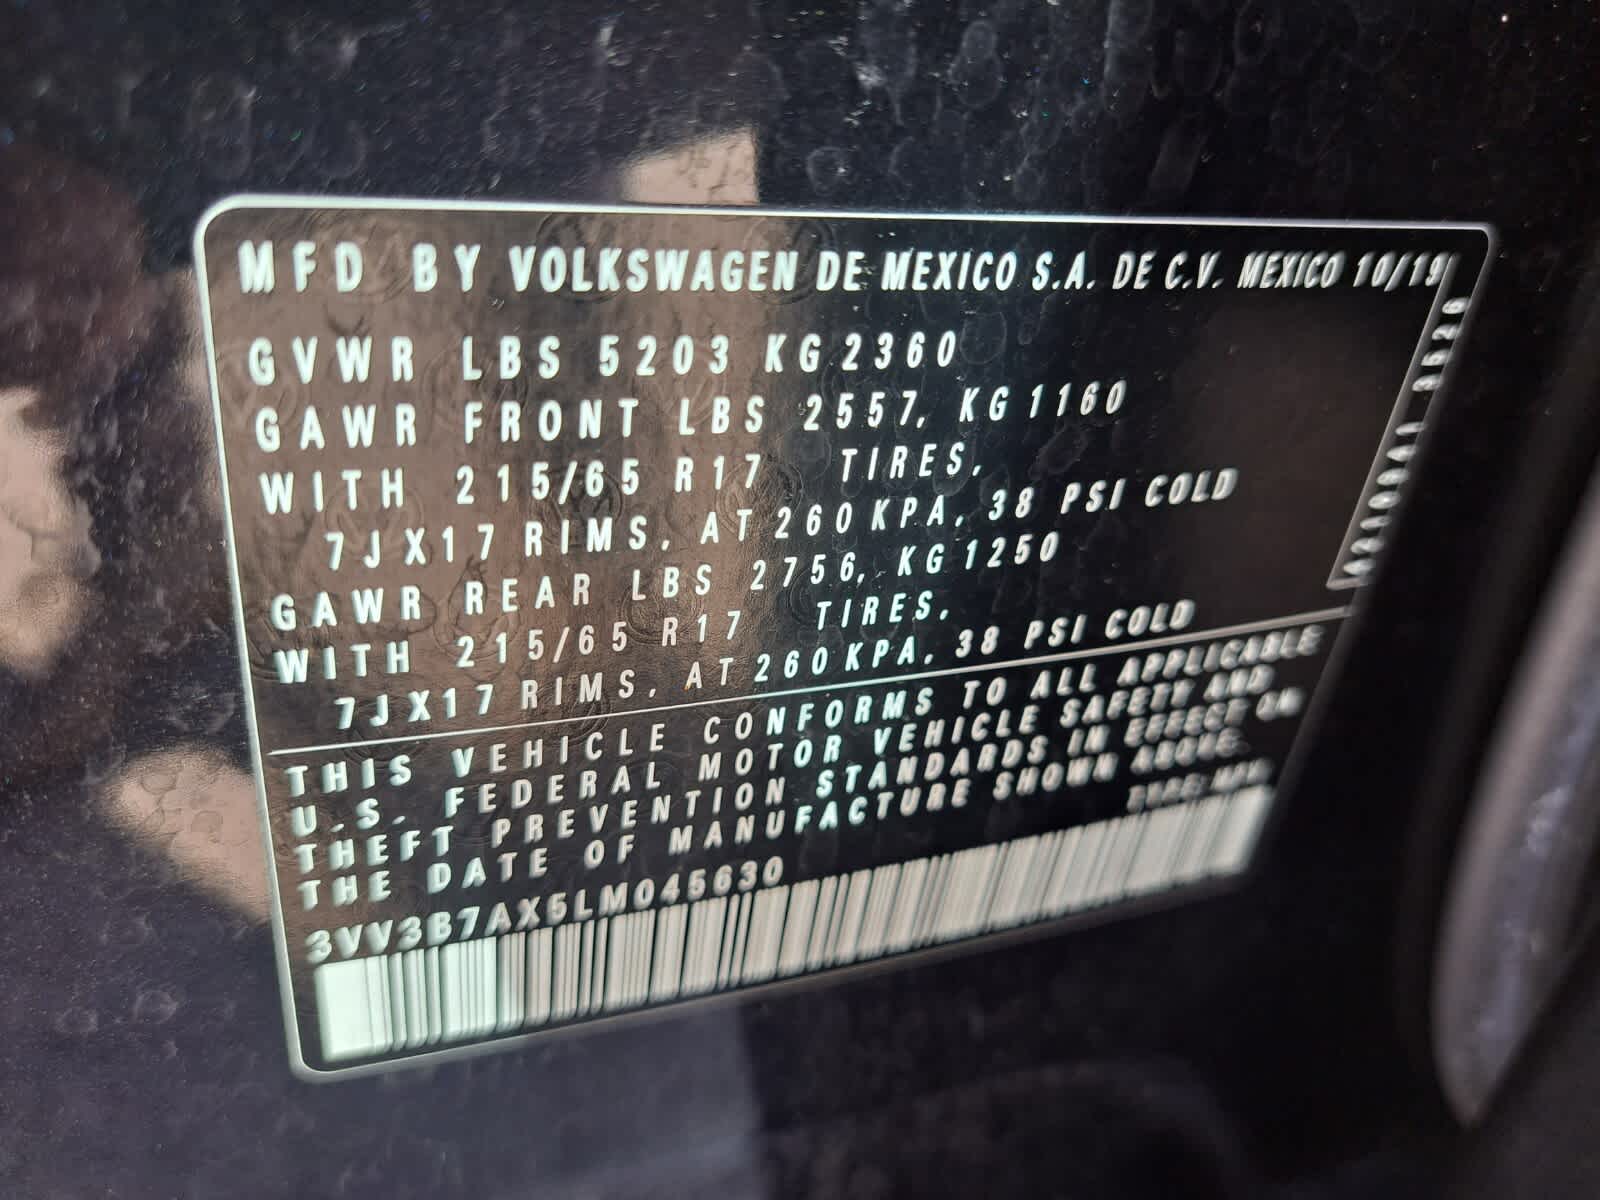 MFD BY VOLKSWAGEN DE MEXICO S.A. DE C.V. MEXICO 10/19
GVWR LBS 5203 KG 2360
GAWR FRONT LBS 2557, KG 1160
WITH 215/65 R17 TIRES,
7JX17 RIMS, AT 260 KPA, 38 PSI COLD
GAWR REAR LBS 2756, KG 1250
WITH 215/65 R17 TIRES,
7JX17 RIMS, AT 260 KPA, 38 PSI COLD
THIS VEHICLE CONFORMS TO ALL APPLICABLE
U.S. FEDERAL MOTOR VEHICLE SAFETY AND
THEFT PREVENTION STANDARDS IN EFFECT ON
THE DATE OF MANUFACTURE SHOWN ABOVE.
3VV3B7AX5LM045630